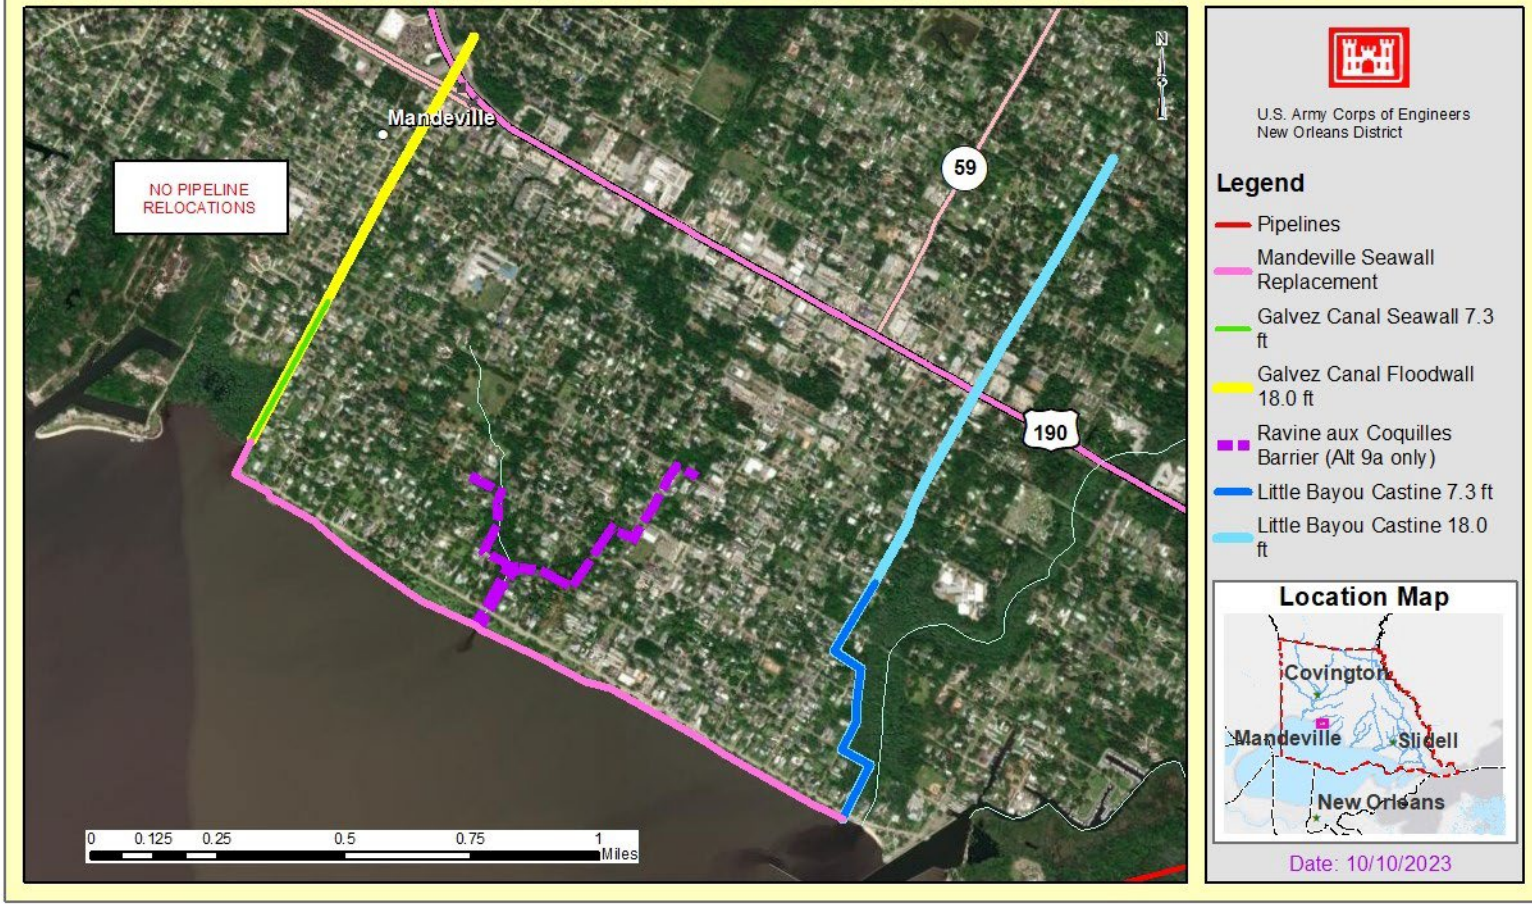 Mandeville
NO PIPELINE
RELOCATIONS
59
190
N
0 0.125 0.25 0.5 0.75 1
Miles
U.S. Army Corps of Engineers
New Orleans District
Legend
Pipelines
Mandeville Seawall
Replacement
Galvez Canal Seawall 7.3
ft
Galvez Canal Floodwall
18.0 ft
Ravine aux Coquilles
Barrier (Alt 9a only)
Little Bayou Castine 7.3 ft
Little Bayou Castine 18.0
ft
Location Map
Covington
Mandeville
Slidell
New Orleans
Date: 10/10/2023